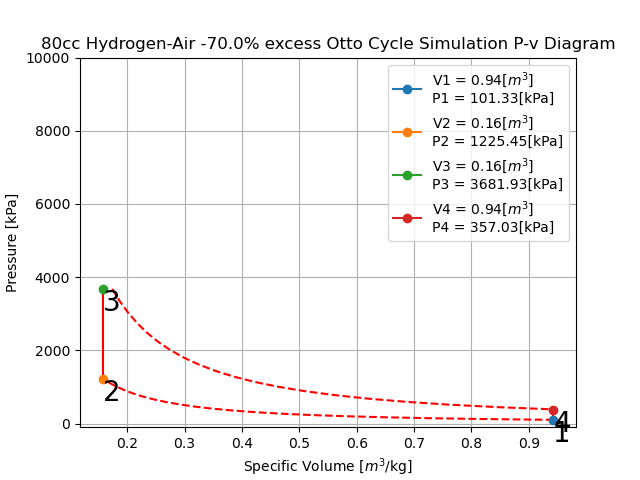 80cc Hydrogen-Air -70.0% excess Otto Cycle Simulation P-v Diagram
10000
8000
6000
4000
2000
0
Pressure [kPa]
V1 = 0.94[m³]
P1 = 101.33[kPa]
V2 = 0.16[m³]
P2 = 1225.45[kPa]
V3 = 0.16[m³]
P3 = 3681.93[kPa]
V4 = 0.94[m³]
P4 = 357.03[kPa]
3
2
4
1
0.2 0.3 0.4 0.5 0.6 0.7 0.8 0.9
Specific Volume [m³/kg]